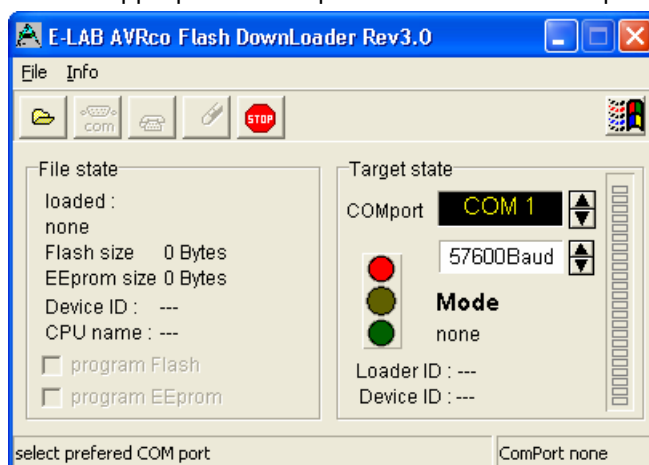 E-LAB AVRco Flash DownLoader Rev3.0
File Info
com
STOP
File state
loaded :
none
Flash size 0 Bytes
EEprom size 0 Bytes
Device ID : ---
CPU name : ---
program Flash
program EEprom
Target state
COMport COM 1
57600Baud
Mode
none
Loader ID : ---
Device ID : ---
select prefered COM port
ComPort none